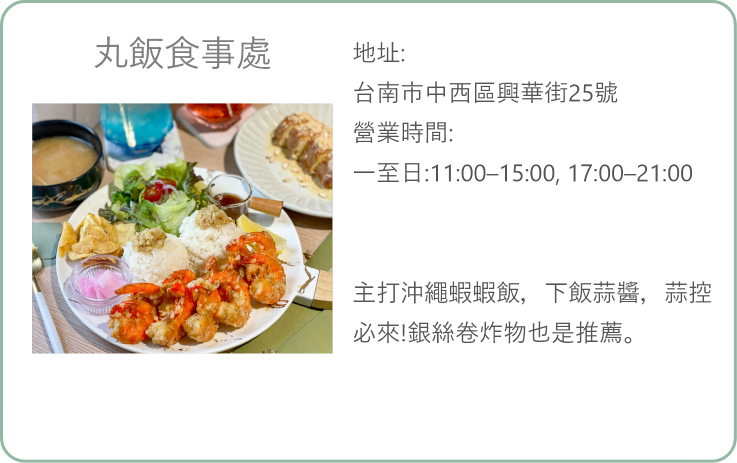 丸飯食事處
地址:
台南市中西區興華街25號
營業時間:
一至日:11:00–15:00, 17:00–21:00
主打沖繩蝦蝦飯，下飯蒜醬，蒜控
必來!銀絲卷炸物也是推薦。